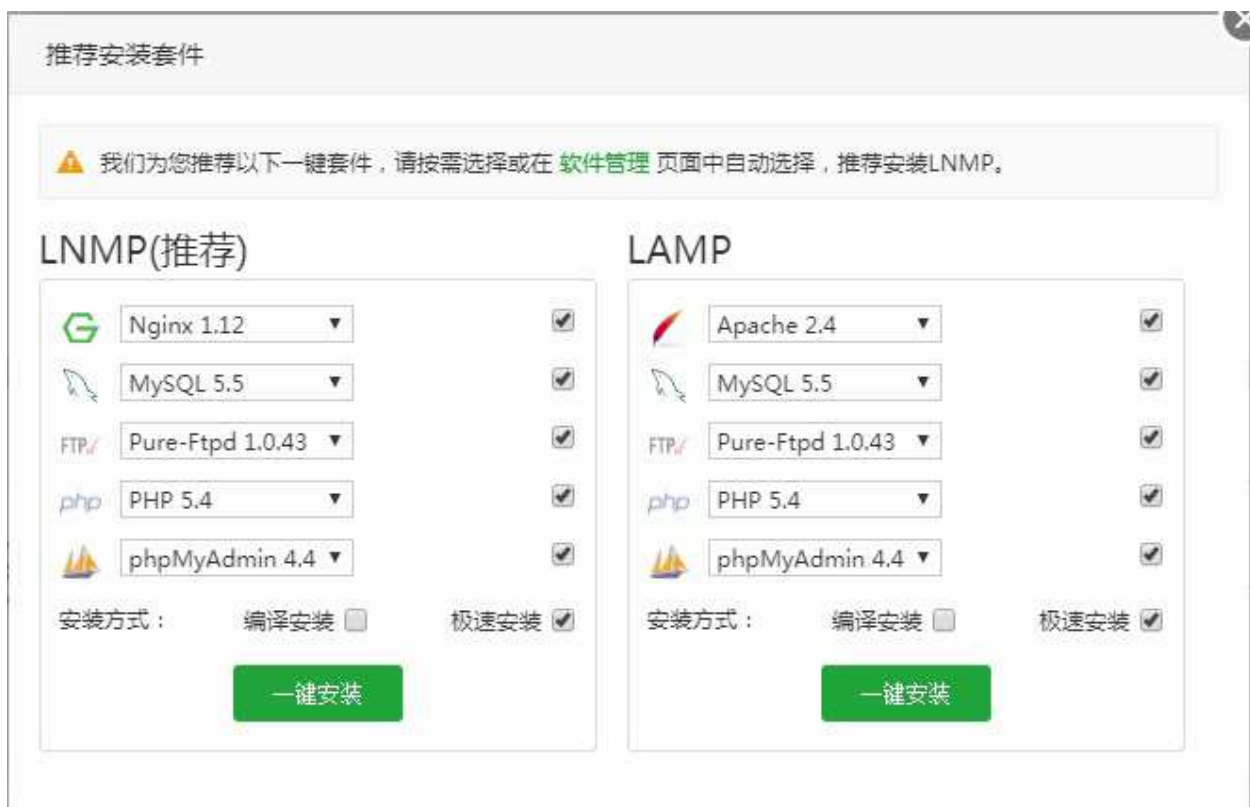 推荐安装套件
我们为您推荐以下一键套件，请按需选择或在 软件管理 页面中自动选择，推荐安装LNMP。
LNMP(推荐)
Nginx 1.12
MySQL 5.5
FTP Pure-Ftpd 1.0.43
php PHP 5.4
phpMyAdmin 4.4
安装方式： 编译安装 极速安装
一键安装
LAMP
Apache 2.4
MySQL 5.5
FTP Pure-Ftpd 1.0.43
php PHP 5.4
phpMyAdmin 4.4
安装方式： 编译安装 极速安装
一键安装